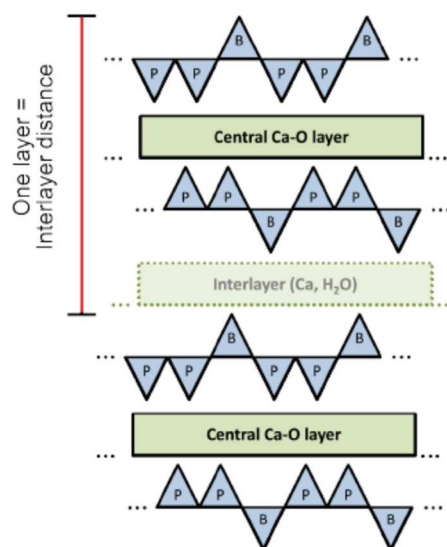 One layer =
Interlayer distance
... B B ...
P P P P
Central Ca-O layer
... ...
P P P P
... ...
B B
Interlayer (Ca, H₂O)
... ...
B B
... ...
P P P P
Central Ca-O layer
... ...
P P P P
... ...
B B